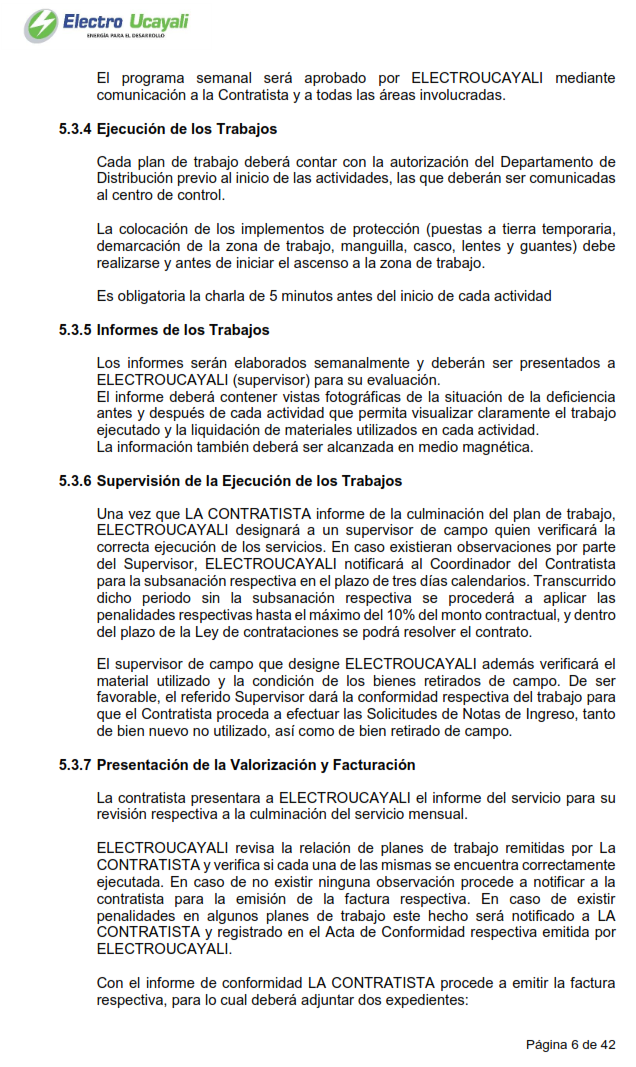 Electro Ucayali
ENERGÍA PARA EL DESARROLLO
El programa semanal será aprobado por ELECTROUCAYALI mediante
comunicación a la Contratista y a todas las áreas involucradas.
5.3.4 Ejecución de los Trabajos
Cada plan de trabajo deberá contar con la autorización del Departamento de
Distribución previo al inicio de las actividades, las que deberán ser comunicadas
al centro de control.
La colocación de los implementos de protección (puestas a tierra temporaria,
demarcación de la zona de trabajo, manguilla, casco, lentes y guantes) debe
realizarse y antes de iniciar el ascenso a la zona de trabajo.
Es obligatoria la charla de 5 minutos antes del inicio de cada actividad
5.3.5 Informes de los Trabajos
Los informes serán elaborados semanalmente y deberán ser presentados a
ELECTROUCAYALI (supervisor) para su evaluación.
El informe deberá contener vistas fotográficas de la situación de la deficiencia
antes y después de cada actividad que permita visualizar claramente el trabajo
ejecutado y la liquidación de materiales utilizados en cada actividad.
La información también deberá ser alcanzada en medio magnética.
5.3.6 Supervisión de la Ejecución de los Trabajos
Una vez que LA CONTRATISTA informe de la culminación del plan de trabajo,
ELECTROUCAYALI designará a un supervisor de campo quien verificará la
correcta ejecución de los servicios. En caso existieran observaciones por parte
del Supervisor, ELECTROUCAYALI notificará al Coordinador del Contratista
para la subsanación respectiva en el plazo de tres días calendarios. Transcurrido
dicho periodo sin la subsanación respectiva se procederá a aplicar las
penalidades respectivas hasta el máximo del 10% del monto contractual, y dentro
del plazo de la Ley de contrataciones se podrá resolver el contrato.
El supervisor de campo que designe ELECTROUCAYALI además verificará el
material utilizado y la condición de los bienes retirados de campo. De ser
favorable, el referido Supervisor dará la conformidad respectiva del trabajo para
que el Contratista proceda a efectuar las Solicitudes de Notas de Ingreso, tanto
de bien nuevo no utilizado, así como de bien retirado de campo.
5.3.7 Presentación de la Valorización y Facturación
La contratista presentara a ELECTROUCAYALI el informe del servicio para su
revisión respectiva a la culminación del servicio mensual.
ELECTROUCAYALI revisa la relación de planes de trabajo remitidas por La
CONTRATISTA y verifica si cada una de las mismas se encuentra correctamente
ejecutada. En caso de no existir ninguna observación procede a notificar a la
contratista para la emisión de la factura respectiva. En caso de existir
penalidades en algunos planes de trabajo este hecho será notificado a LA
CONTRATISTA y registrado en el Acta de Conformidad respectiva emitida por
ELECTROUCAYALI.
Con el informe de conformidad LA CONTRATISTA procede a emitir la factura
respectiva, para lo cual deberá adjuntar dos expedientes:
Página 6 de 42